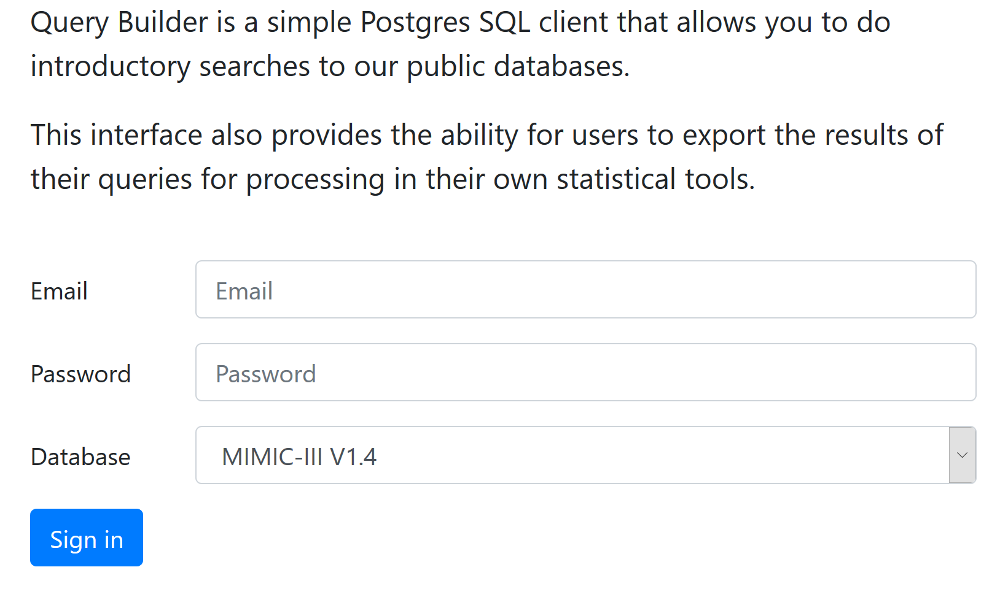 Query Builder is a simple Postgres SQL client that allows you to do
introductory searches to our public databases.
This interface also provides the ability for users to export the results of
their queries for processing in their own statistical tools.
Email
Email
Password
Password
Database
MIMIC-III V1.4
Sign in